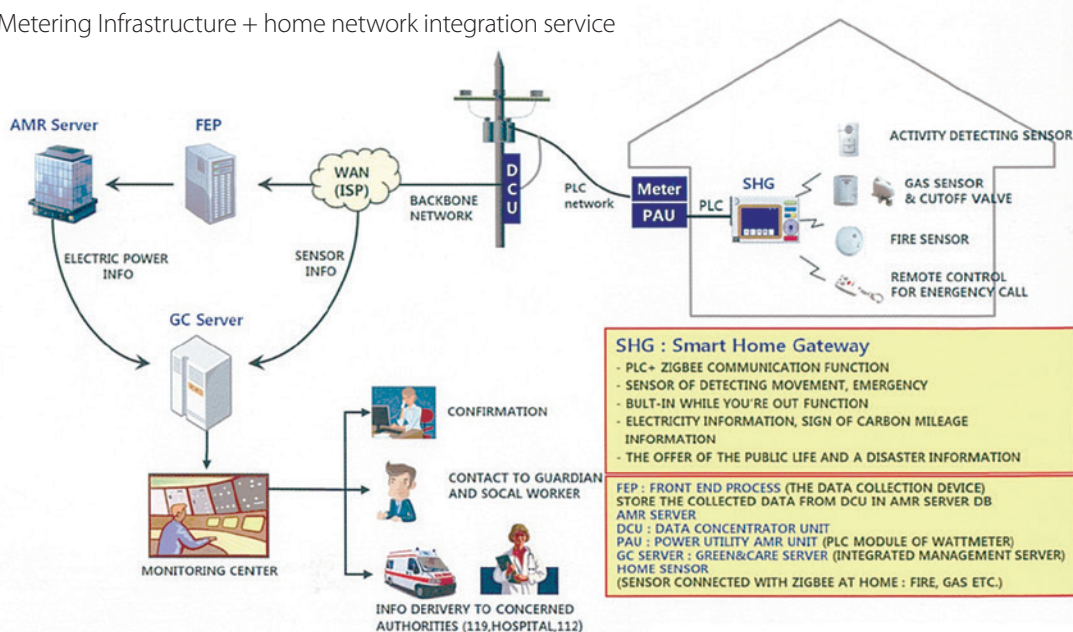 Metering Infrastructure + home network integration service
AMR Server
FEP
WAN
(ISP)
BACKBONE
NETWORK
DCU
PLC
network
Meter
PAU
PLC
SHG
ACTIVITY DETECTING SENSOR
GAS SENSOR
& CUTOFF VALVE
FIRE SENSOR
REMOTE CONTROL
FOR ENERGENCY CALL
ELECTRIC POWER
INFO
SENSOR
INFO
GC Server
MONITORING CENTER
CONFIRMATION
CONTACT TO GUARDIAN
AND SOCAL WORKER
INFO DERIVERY TO CONCERNED
AUTHORITIES (119,HOSPITAL,112)
SHG : Smart Home Gateway
- PLC+ ZIGBEE COMMUNICATION FUNCTION
- SENSOR OF DETECTING MOVEMENT, EMERGENCY
- BULT-IN WHILE YOU'RE OUT FUNCTION
- ELECTRICITY INFORMATION, SIGN OF CARBON MILEAGE
INFORMATION
- THE OFFER OF THE PUBLIC LIFE AND A DISASTER INFORMATION
FEP : FRONT END PROCESS (THE DATA COLLECTION DEVICE)
STORE THE COLLECTED DATA FROM DCU IN AMR SERVER DB
AMR SERVER
DCU : DATA CONCENTRATOR UNIT
PAU : POWER UTILITY AMR UNIT (PLC MODULE OF WATTMETER)
GC SERVER : GREEN&CARE SERVER (INTEGRATED MANAGEMENT SERVER)
HOME SENSOR
(SENSOR CONNECTED WITH ZIGBEE AT HOME : FIRE, GAS ETC.)